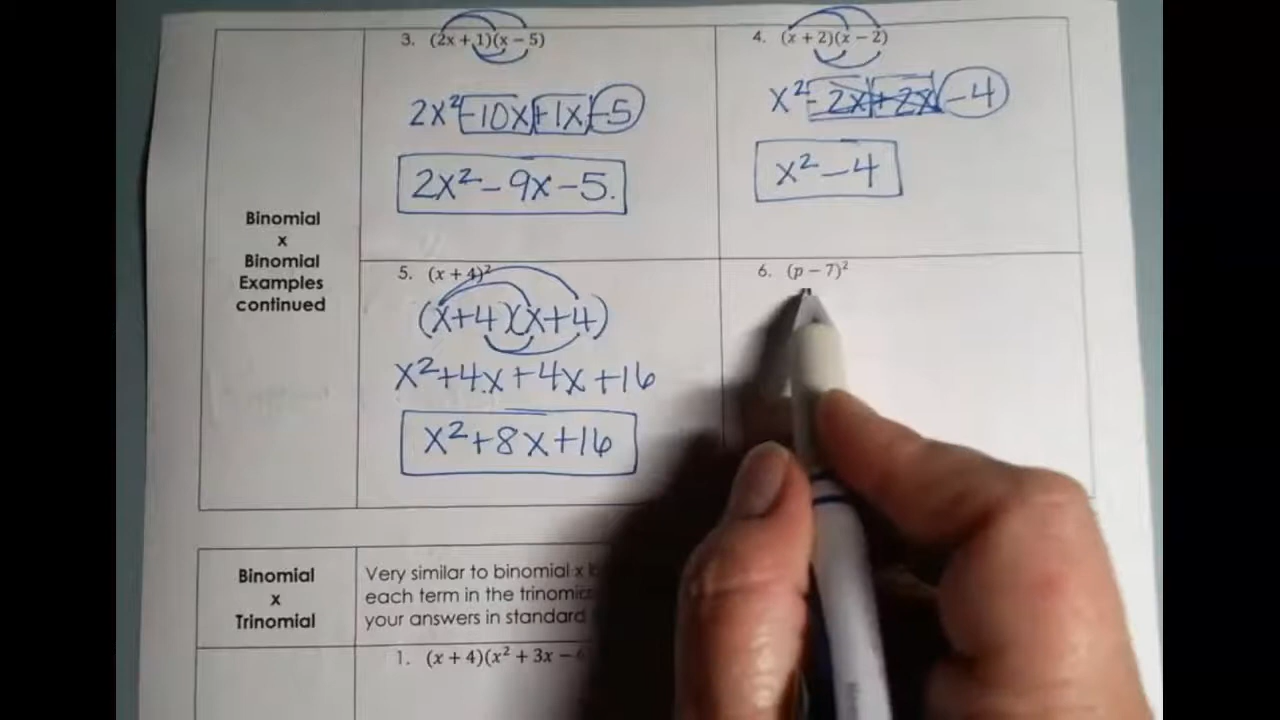 Binomial
x
Binomial
Examples
continued
3. (2x + 1)(x − 5)
2x² -10x +1x -5
2x² - 9x - 5.
4. (x + 2)(x − 2)
x² - 2x + 2x - 4
x² - 4
5. (x + 4)²
(x+4)(x+4)
x² + 4x + 4x + 16
x² + 8x + 16
6. (p − 7)²
Binomial
x
Trinomial
Very similar to binomial x
each term in the
your answers in standard
1. (x + 4)(x² + 3x −